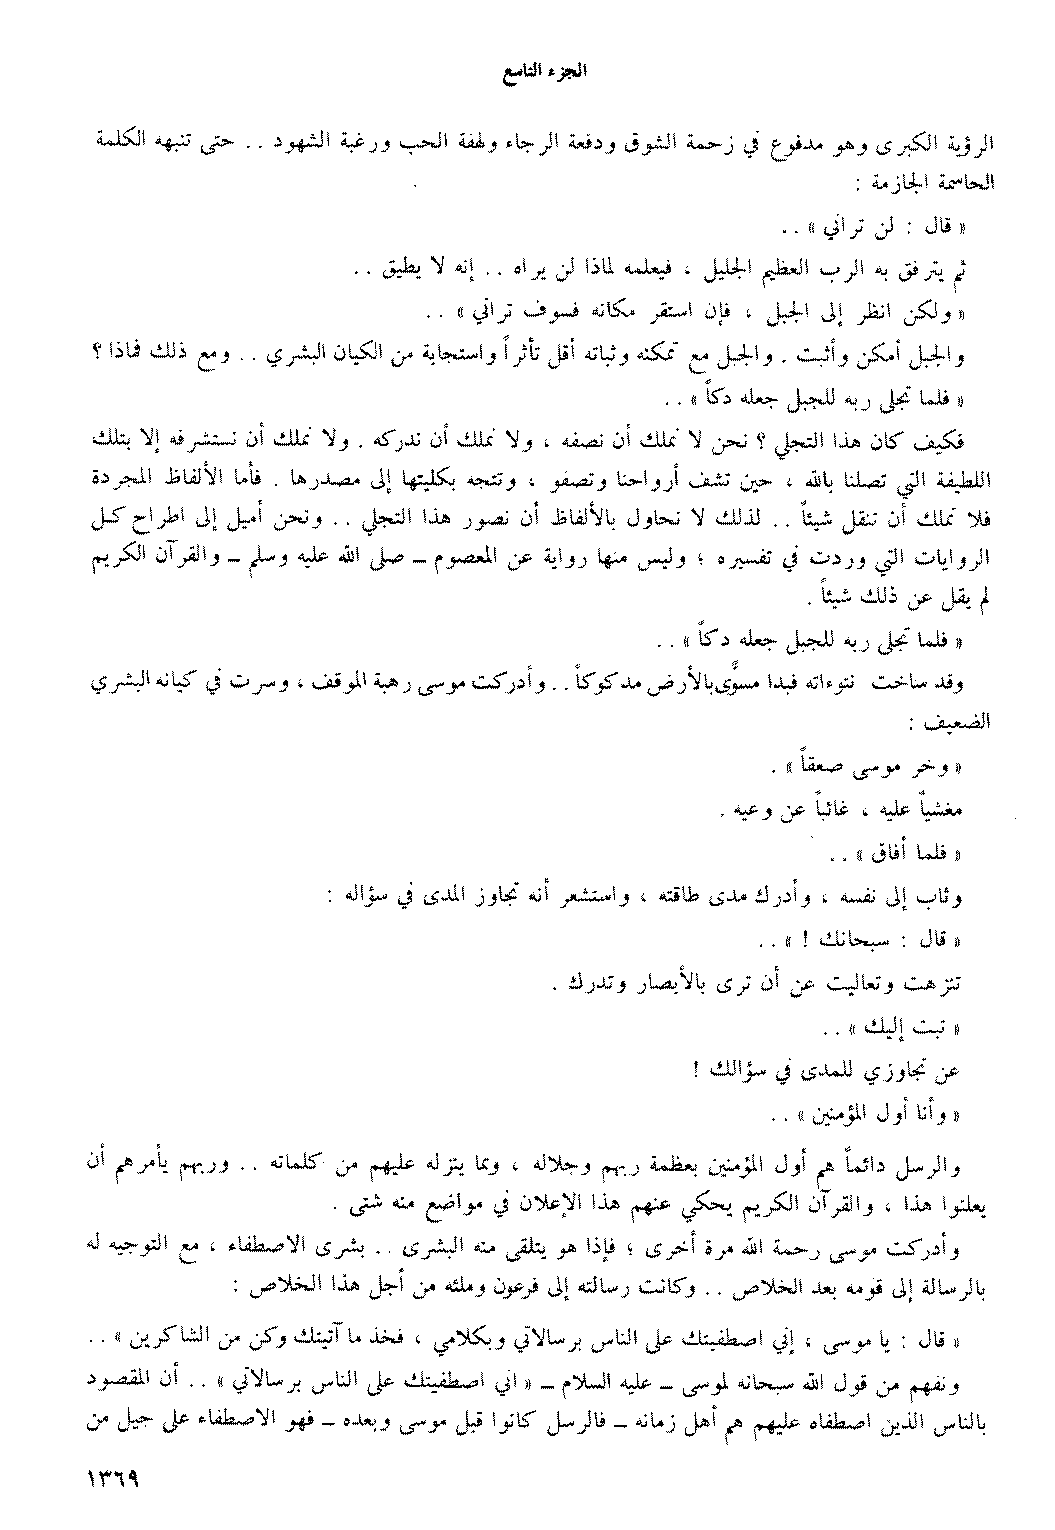 الجزء التاسع
الرؤية الكبرى وهو مدفوع في زحمة الشوق ودفعة الرجاء ولهفة الحب ورغبة الشهود .. حتى تنبهه الكلمة
الحاسمة الجازمة :
« قال : لن تراني » ..
ثم يترفق به الرب العظيم الجليل ، فيعلمه لماذا لن يراه .. إنه لا يطيق ..
« ولكن انظر إلى الجبل ، فإن استقر مكانه فسوف تراني » ..
والجبل أمكن وأثبت . والجبل مع تمكنه وثباته أقل تأثراً واستجابة من الكيان البشري .. ومع ذلك فماذا ؟
« فلما تجلى ربه للجبل جعله دكاً » ..
فكيف كان هذا التجلي ؟ نحن لا نملك أن نصفه ، ولا نملك أن ندركه . ولا نملك أن نستشرفه إلا بتلك
اللطيفة التي تصلنا بالله ، حين تشف أرواحنا وتصفو ، وتتجه بكليتها إلى مصدرها . فأما الألفاظ المجردة
فلا تملك أن تنقل شيئاً .. لذلك لا نحاول بالألفاظ أن نصور هذا التجلي .. ونحن أميل إلى اطراح كل
الروايات التي وردت في تفسيره ؛ وليس منها رواية عن المعصوم – صلى الله عليه وسلم – والقرآن الكريم
لم يقل عن ذلك شيئاً .
« فلما تجلى ربه للجبل جعله دكاً » ..
وقد ساخت نتوءاته فبدا مسوًّى بالأرض مدكوكاً .. وأدركت موسى رهبة الموقف ، وسرت في كيانه البشري
الضعيف :
« وخر موسى صعقاً » .
مغشياً عليه ، غائباً عن وعيه .
« فلما أفاق » ..
وثاب إلى نفسه ، وأدرك مدى طاقته ، واستشعر أنه تجاوز المدى في سؤاله :
« قال : سبحانك ! » ..
تنزهت وتعاليت عن أن ترى بالأبصار وتدرك .
« تبت إليك » ..
عن تجاوزي للمدى في سؤالك !
« وأنا أول المؤمنين » ..
والرسل دائماً هم أول المؤمنين بعظمة ربهم وجلاله ، وبما ينزله عليهم من كلماته .. وربهم يأمرهم أن
يعلنوا هذا ، والقرآن الكريم يحكي عنهم هذا الإعلان في مواضع منه شتى .
وأدركت موسى رحمة الله مرة أخرى ؛ فإذا هو يتلقى منه البشرى .. بشرى الاصطفاء ، مع التوجيه له
بالرسالة إلى قومه بعد الخلاص .. وكانت رسالته إلى فرعون وملئه من أجل هذا الخلاص :
« قال : يا موسى ، إني اصطفيتك على الناس برسالاتي وبكلامي ، فخذ ما آتيتك وكن من الشاكرين » ..
ونفهم من قول الله سبحانه لموسى – عليه السلام – « اني اصطفيتك على الناس برسالاتي » .. أن المقصود
بالناس الذين اصطفاه عليهم هم أهل زمانه – فالرسل كانوا قبل موسى وبعده – فهو الاصطفاء على جيل من
١٣٦٩